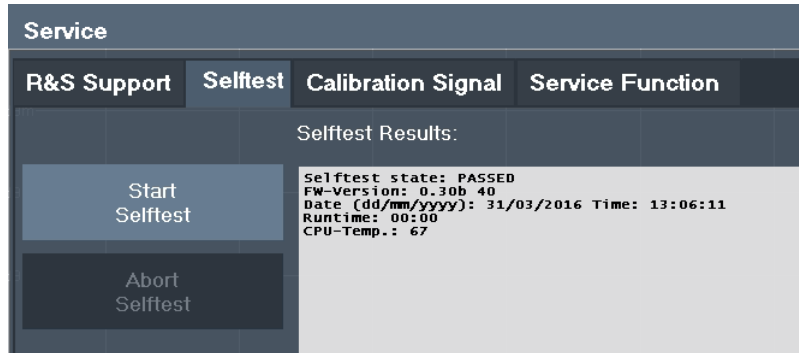 Service
R&S Support Selftest Calibration Signal Service Function
Selftest Results:
Start
Selftest
Selftest state: PASSED
FW-Version: 0.30b 40
Date (dd/mm/yyyy): 31/03/2016 Time: 13:06:11
Runtime: 00:00
CPU-Temp.: 67
Abort
Selftest